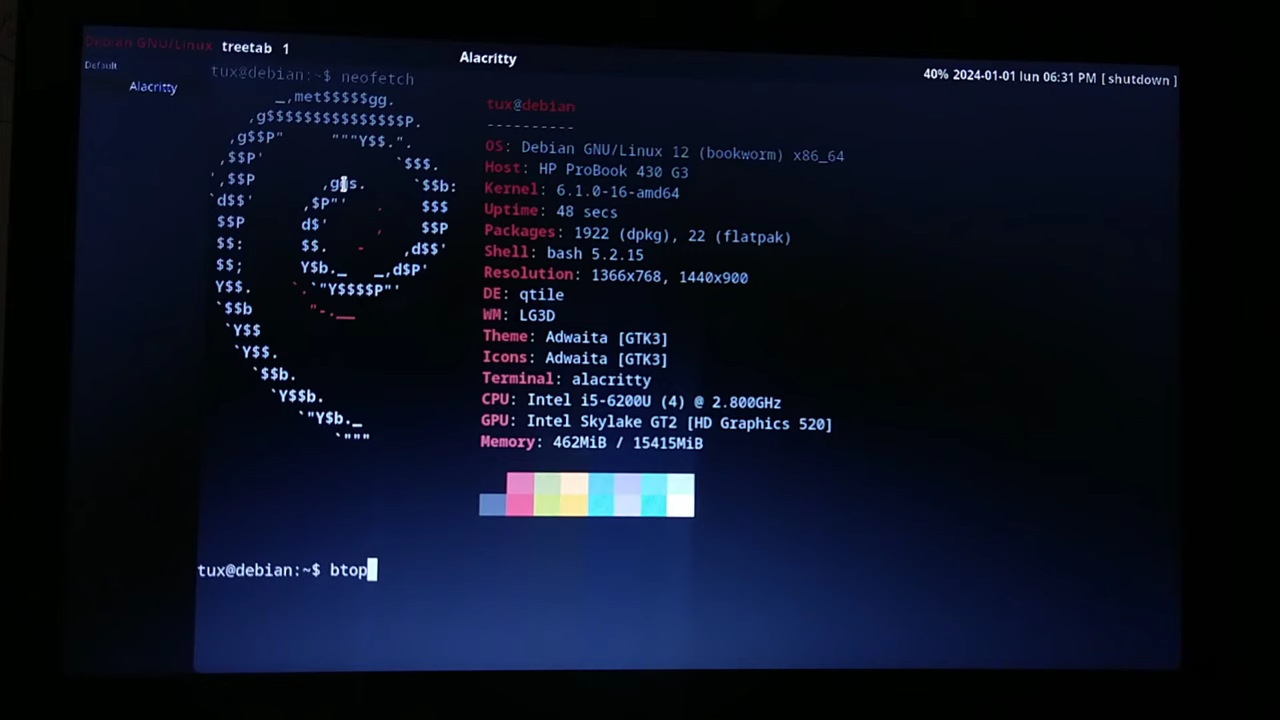 Debian GNU/Linux treetab 1
Alacritty
40% 2024-01-01 lun 06:31 PM [ shutdown ]
Default
Alacritty
tux@debian:~$ neofetch
_,met$$$$$gg.
,g$$$$$$$$$$$$$$$P.
,g$$P" """Y$$.".
,$$P' `$$$.
',$$P ,ggs. `$$b:
`d$$' ,$P"' . $$$
$$P d$' , $$P
$$: $$. - ,d$$'
$$; Y$b._ _,d$P'
Y$$. `.`"Y$$$$P"'
`$$b "-.__
`Y$$
`Y$$.
`$$b.
`Y$$b.
`"Y$b._
`"""
tux@debian
----------
OS: Debian GNU/Linux 12 (bookworm) x86_64
Host: HP ProBook 430 G3
Kernel: 6.1.0-16-amd64
Uptime: 48 secs
Packages: 1922 (dpkg), 22 (flatpak)
Shell: bash 5.2.15
Resolution: 1366x768, 1440x900
DE: qtile
WM: LG3D
Theme: Adwaita [GTK3]
Icons: Adwaita [GTK3]
Terminal: alacritty
CPU: Intel i5-6200U (4) @ 2.800GHz
GPU: Intel Skylake GT2 [HD Graphics 520]
Memory: 462MiB / 15415MiB
tux@debian:~$ btop